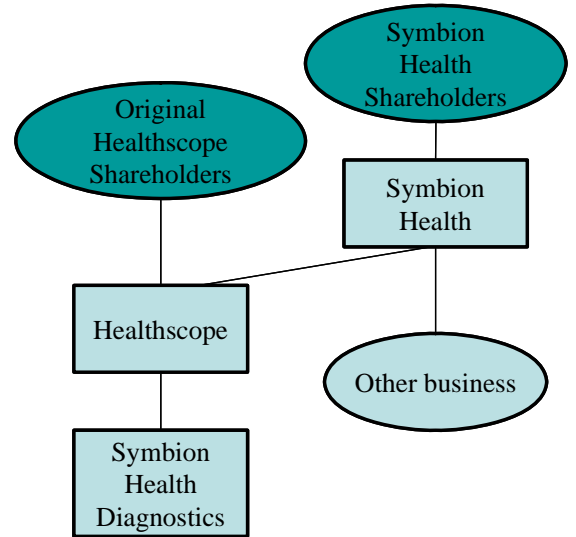 Symbion
Health
Shareholders
Original
Healthscope
Shareholders
Symbion
Health
Healthscope
Other business
Symbion
Health
Diagnostics